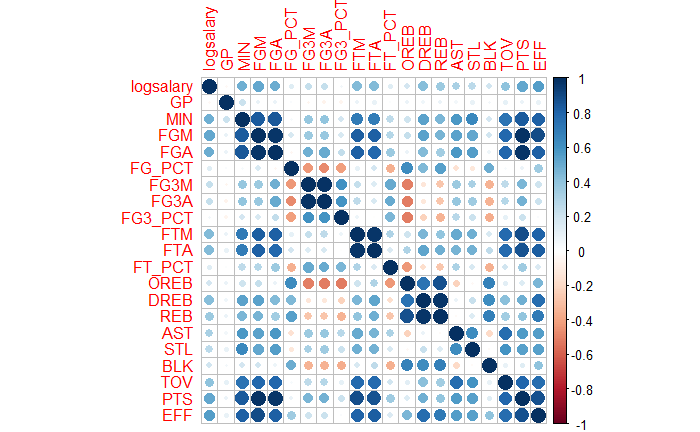 logsalary
GP
MIN
FGM
FGA
FG_PCT
FG3M
FG3A
FG3_PCT
FTM
FTA
FT_PCT
OREB
DREB
REB
AST
STL
BLK
TOV
PTS
EFF
logsalary
GP
MIN
FGM
FGA
FG_PCT
FG3M
FG3A
FG3_PCT
FTM
FTA
FT_PCT
OREB
DREB
REB
AST
STL
BLK
TOV
PTS
EFF
1
0.8
0.6
0.4
0.2
0
-0.2
-0.4
-0.6
-0.8
-1